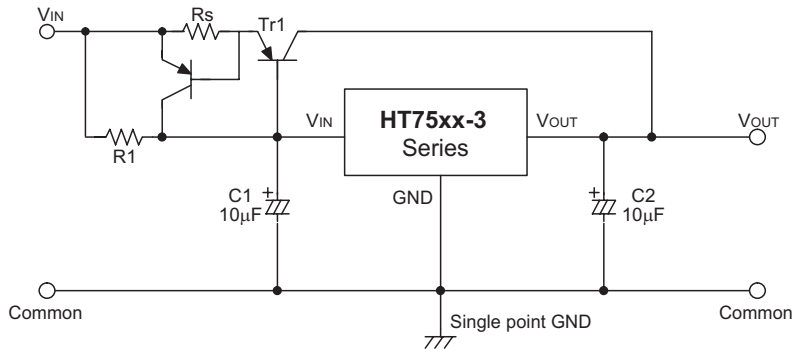 VIN
Rs
Tr1
R1
VIN
HT75xx-3
Series
VOUT
VOUT
GND
C1
+
10µF
C2
+
10µF
Common
Single point GND
Common